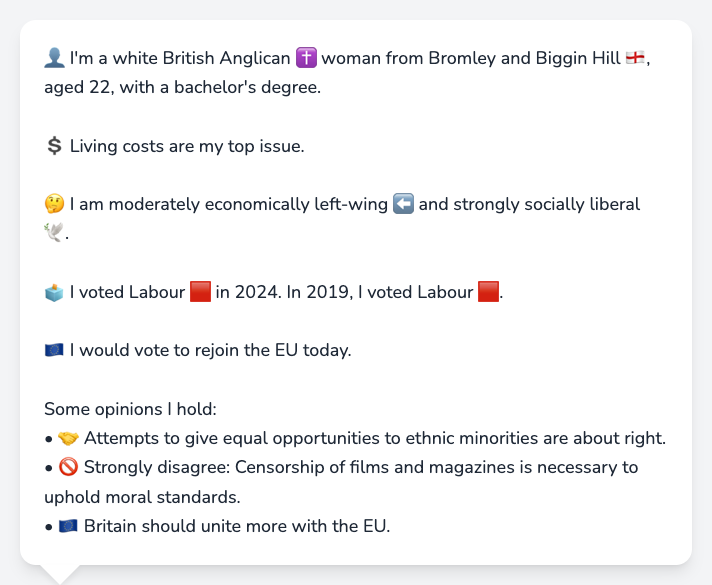 👤 I'm a white British Anglican ✝️ woman from Bromley and Biggin Hill 🏴󠁧󠁢󠁥󠁮󠁧󠁿,
aged 22, with a bachelor's degree.
💲 Living costs are my top issue.
🤔 I am moderately economically left-wing ⬅️ and strongly socially liberal
🕊️.
🗳️ I voted Labour 🟥 in 2024. In 2019, I voted Labour 🟥.
🇪🇺 I would vote to rejoin the EU today.
Some opinions I hold:
• 🤝 Attempts to give equal opportunities to ethnic minorities are about right.
• 🚫 Strongly disagree: Censorship of films and magazines is necessary to
uphold moral standards.
• 🇪🇺 Britain should unite more with the EU.